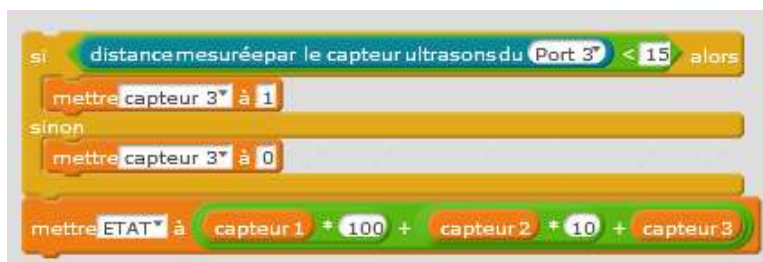 si distance mesurée par le capteur ultrasons du Port 3 < 15 alors
mettre capteur 3 à 1
sinon
mettre capteur 3 à 0
mettre ETAT à capteur 1 * 100 + capteur 2 * 10 + capteur 3